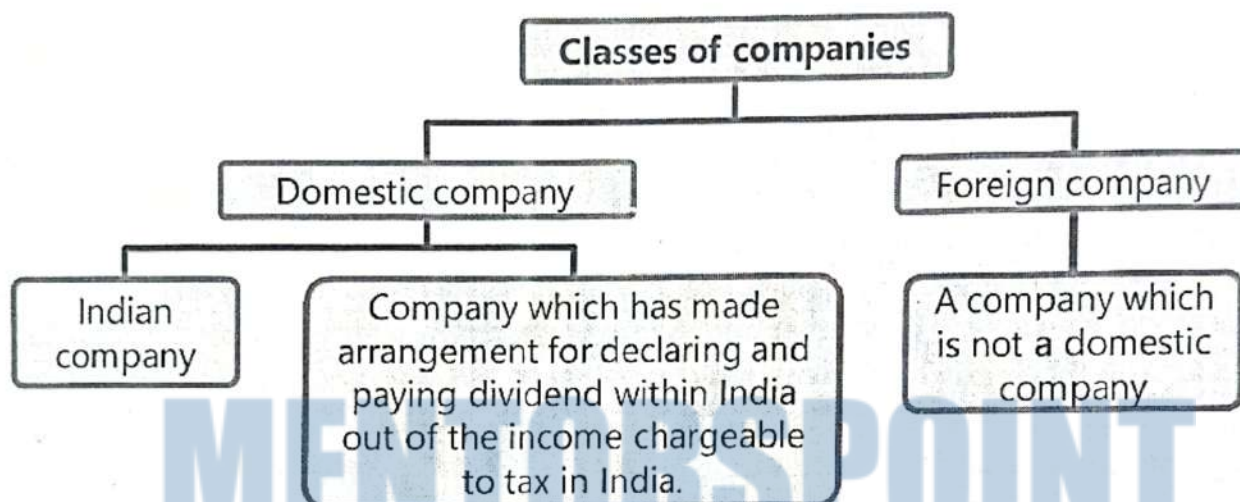 Classes of companies
Domestic company
Foreign company
Indian
company
Company which has made
arrangement for declaring and
paying dividend within India
out of the income chargeable
to tax in India.
A company which
is not a domestic
company
MENTORSPOINT